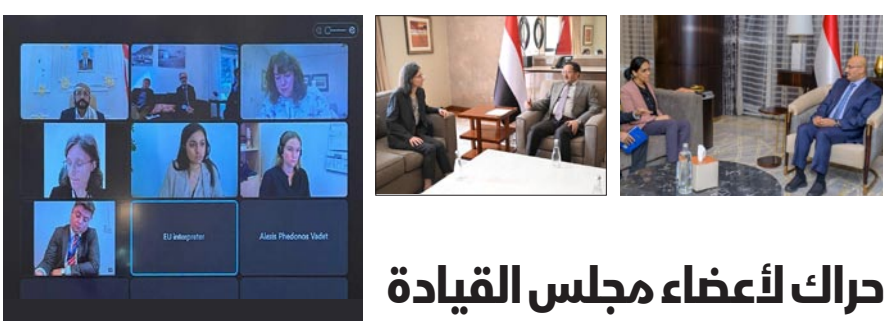 EU interpreter
Alexis Phedonos Vadet
حراك لأعضاء مجلس القيادة